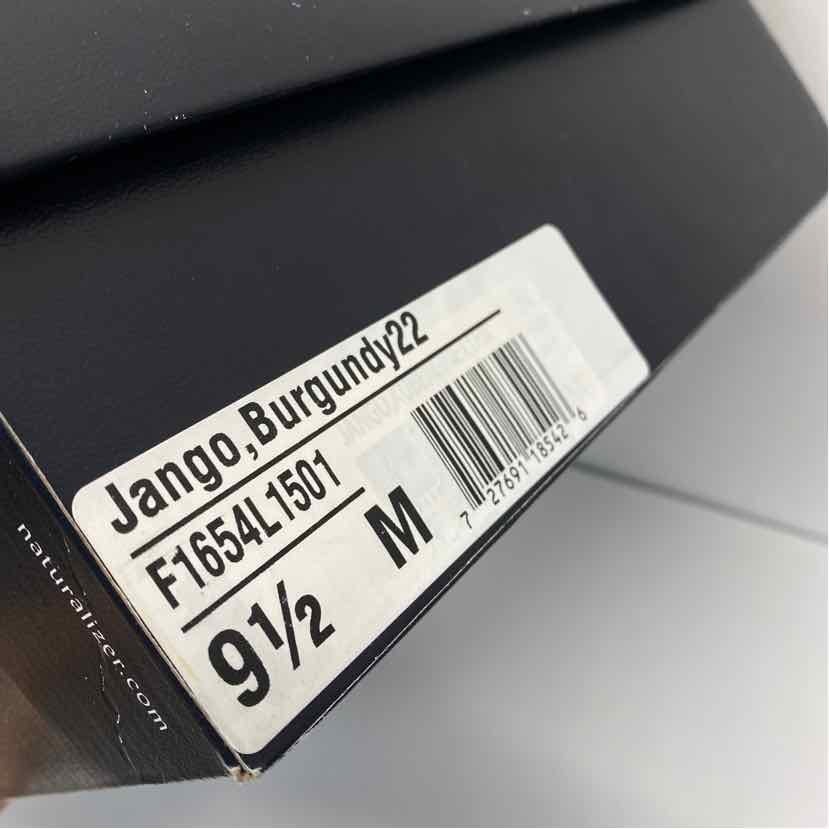 Jango,Burgundy22
F1654L1501
9½ M
7 27691 18542 6
naturalizer.com